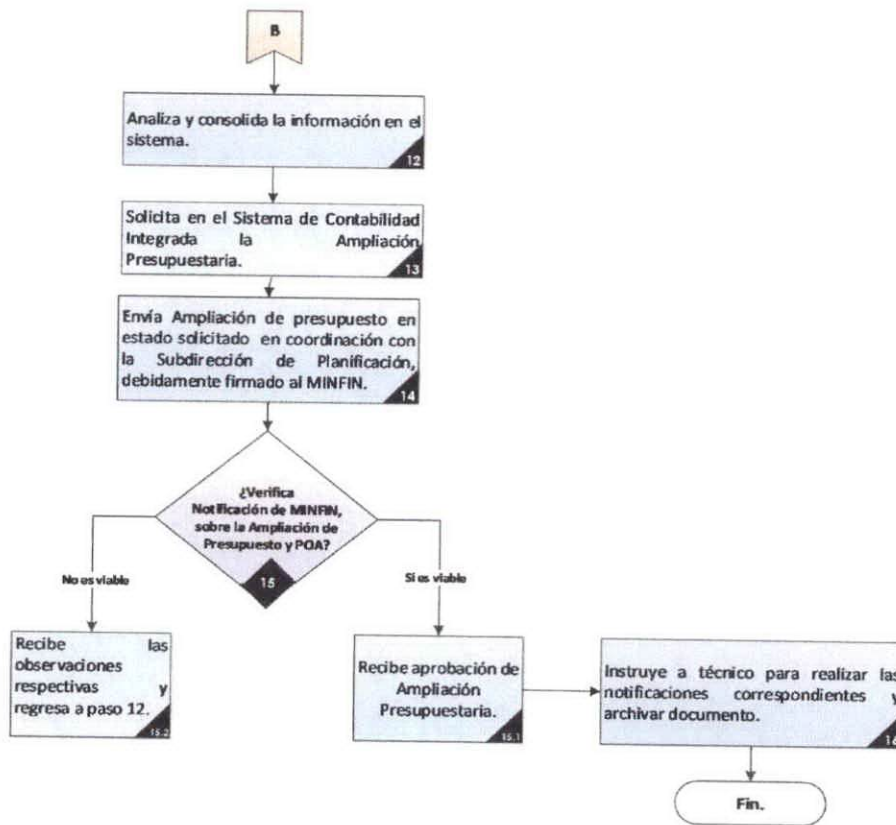 B
Analiza y consolida la información en el
sistema.
12
Solicita en el Sistema de Contabilidad
Integrada la Ampliación
Presupuestaria.
13
Envía Ampliación de presupuesto en
estado solicitado en coordinación con
la Subdirección de Planificación,
debidamente firmado al MINFIN.
14
¿Verifica
Notificación de MINFIN,
sobre la Ampliación de
Presupuesto y POA?
15
No es viable
Si es viable
Recibe las
observaciones
respectivas y
regresa a paso 12.
15.2
Recibe aprobación de
Ampliación
Presupuestaria.
15.1
Instruye a técnico para realizar las
notificaciones correspondientes y
archivar documento.
16
Fin.